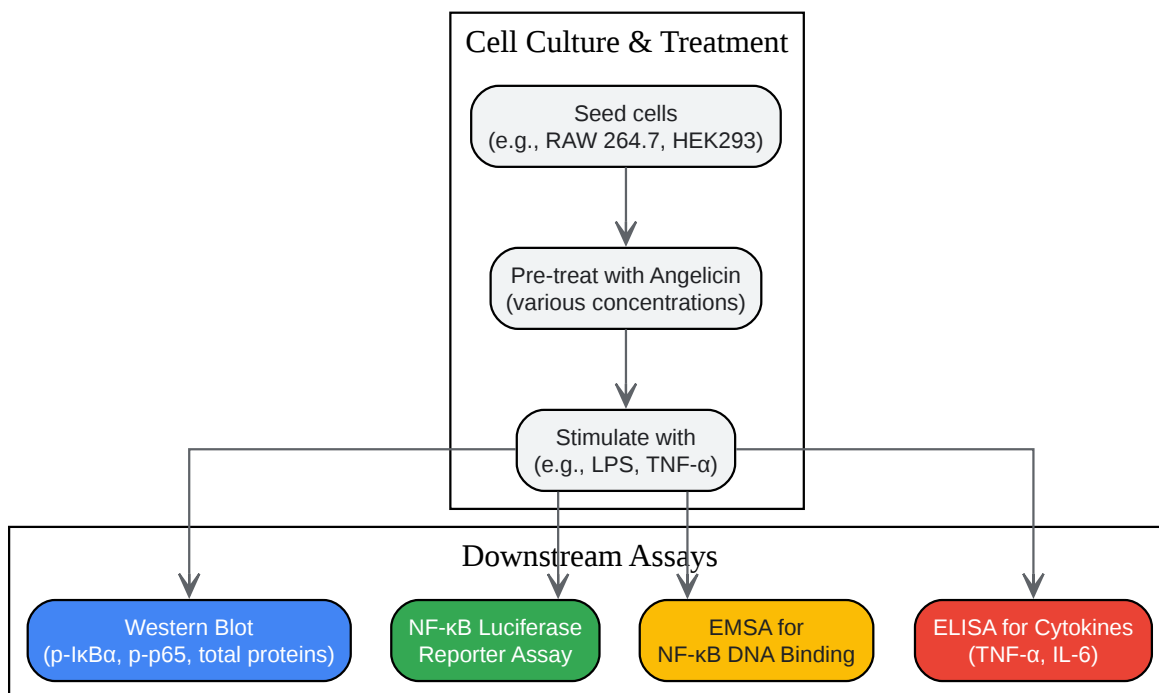 Cell Culture & Treatment
Seed cells
(e.g., RAW 264.7, HEK293)
Pre-treat with Angelicin
(various concentrations)
Stimulate with
(e.g., LPS, TNF-α)
Downstream Assays
Western Blot
(p-IκBα, p-p65, total proteins)
NF-κB Luciferase
Reporter Assay
EMSA for
NF-κB DNA Binding
ELISA for Cytokines
(TNF-α, IL-6)